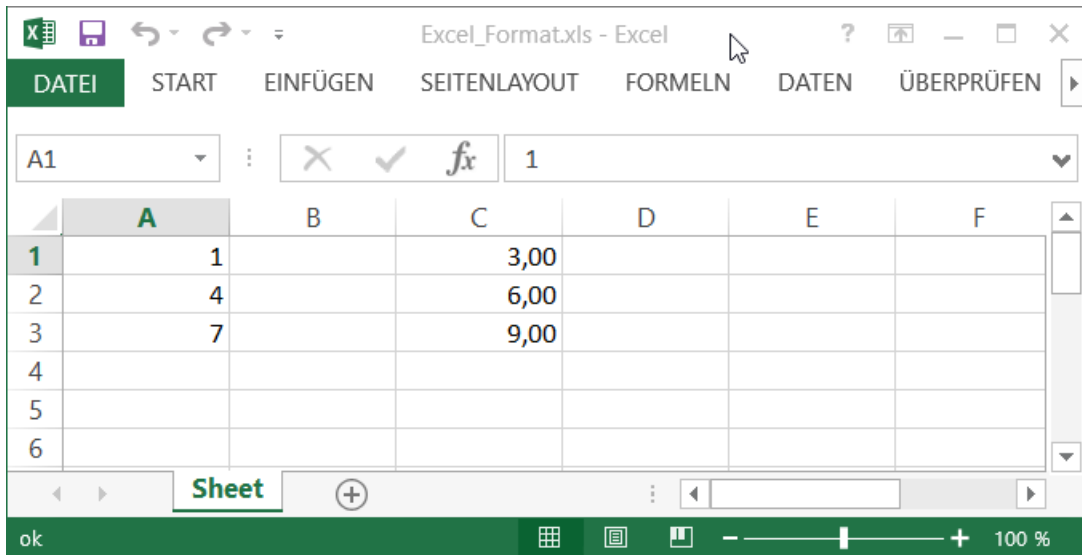 Excel_Format.xls - Excel ?
DATEI START EINFÜGEN SEITENLAYOUT FORMELN DATEN ÜBERPRÜFEN
A1 fx 1
A B C D E F
1 1 3,00
2 4 6,00
3 7 9,00
4
5
6
Sheet
ok 100 %